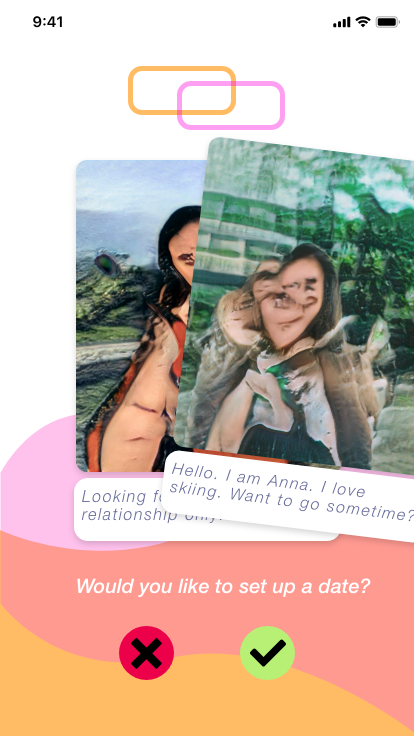 9:41
Hello. I am Anna. I love
skiing. Want to go sometime?
Looking
relationship only.
Would you like to set up a date?